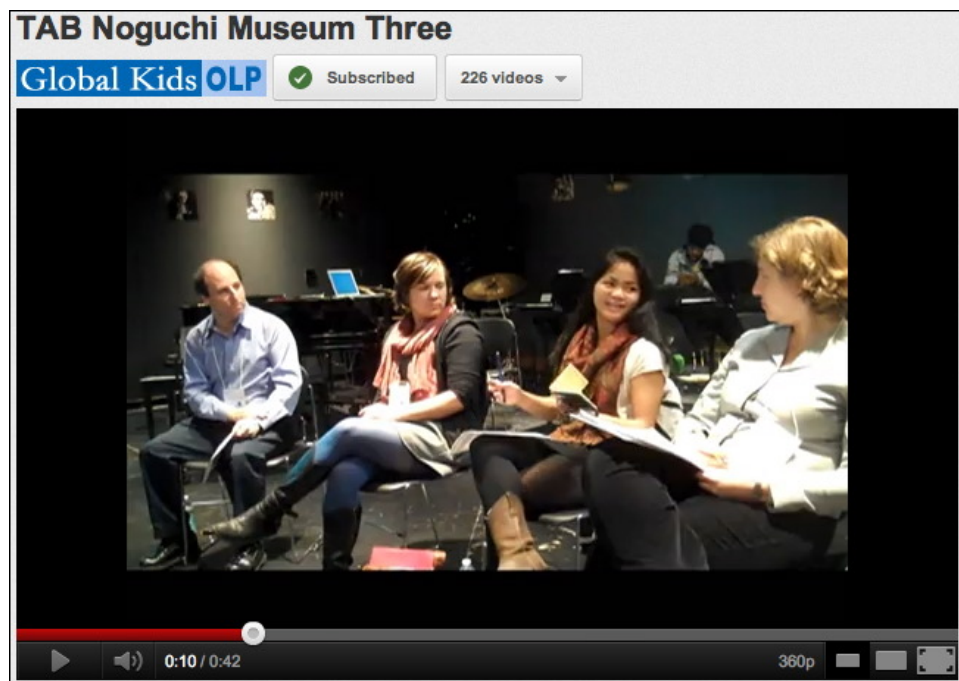 TAB Noguchi Museum Three
Global Kids OLP Subscribed 226 videos
0:10 / 0:42 360p